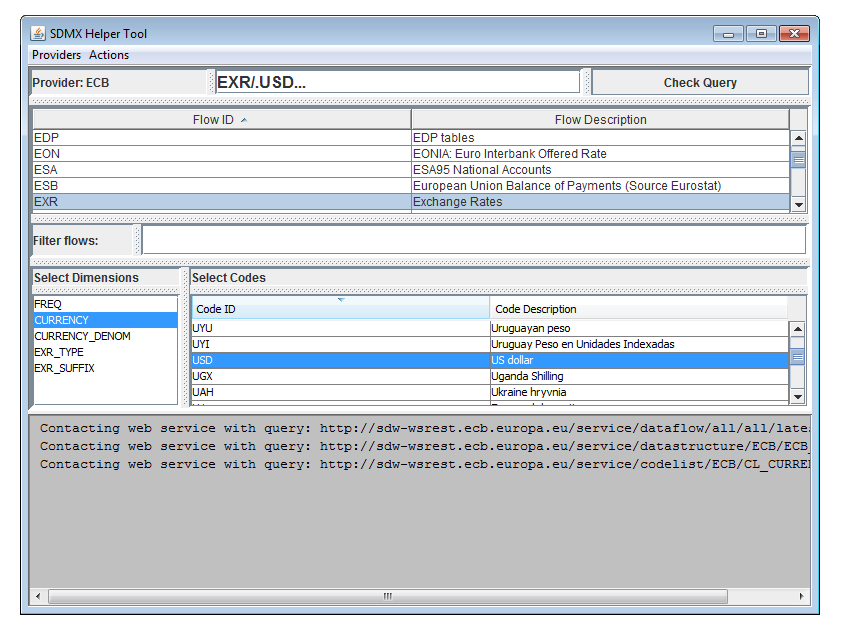 SDMX Helper Tool
Providers Actions
Provider: ECB
EXR/.USD...
Check Query
Flow ID Flow Description
EDP EDP tables
EON EONIA: Euro Interbank Offered Rate
ESA ESA95 National Accounts
ESB European Union Balance of Payments (Source Eurostat)
EXR Exchange Rates
Filter flows:
Select Dimensions
FREQ
CURRENCY
CURRENCY_DENOM
EXR_TYPE
EXR_SUFFIX
Select Codes
Code ID Code Description
UYU Uruguayan peso
UYI Uruguay Peso en Unidades Indexadas
USD US dollar
UGX Uganda Shilling
UAH Ukraine hryvnia
Contacting web service with query: http://sdw-wsrest.ecb.europa.eu/service/dataflow/all/all/late
Contacting web service with query: http://sdw-wsrest.ecb.europa.eu/service/datastructure/ECB/ECB_
Contacting web service with query: http://sdw-wsrest.ecb.europa.eu/service/codelist/ECB/CL_CURRE